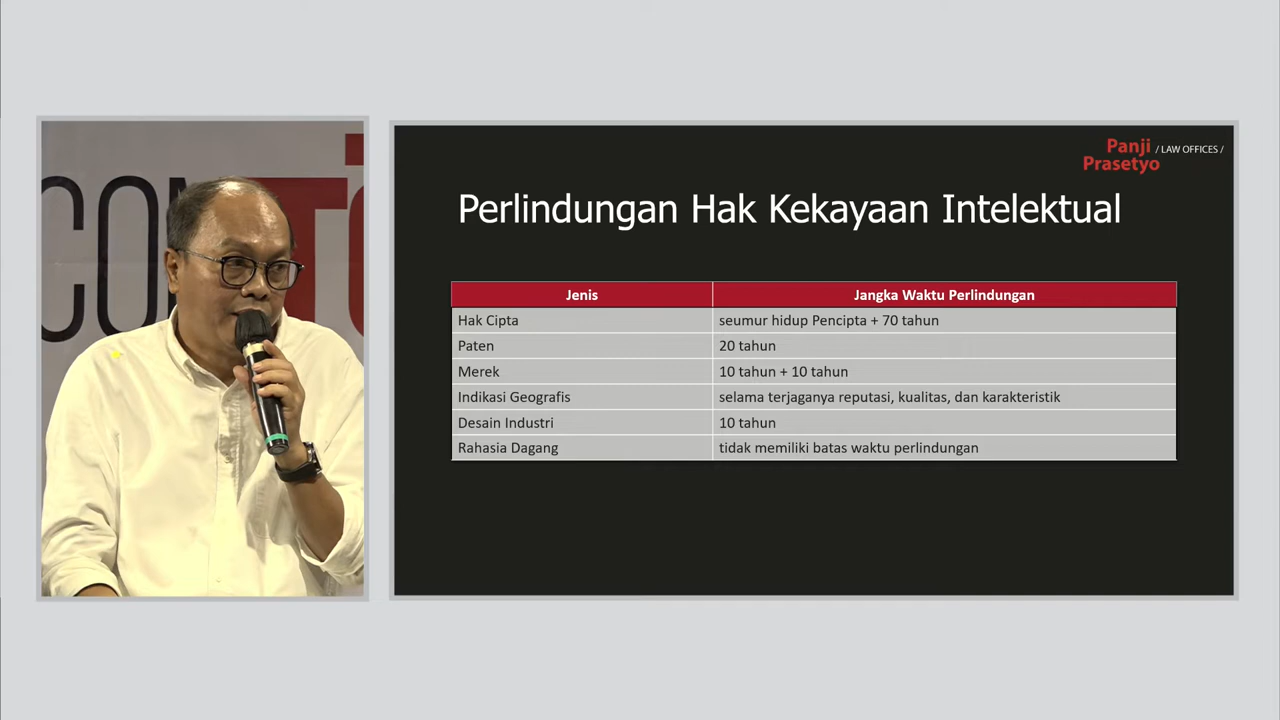 COM
Panji / LAW OFFICES /
Prasetyo
Perlindungan Hak Kekayaan Intelektual
Jenis Jangka Waktu Perlindungan
Hak Cipta seumur hidup Pencipta + 70 tahun
Paten 20 tahun
Merek 10 tahun + 10 tahun
Indikasi Geografis selama terjaganya reputasi, kualitas, dan karakteristik
Desain Industri 10 tahun
Rahasia Dagang tidak memiliki batas waktu perlindungan